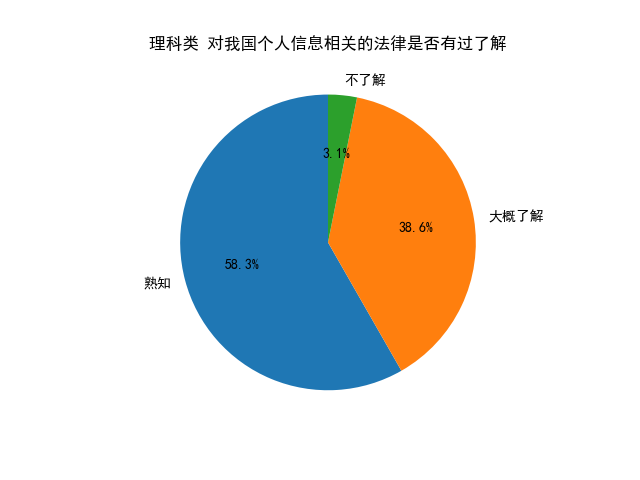 理科类 对我国个人信息相关的法律是否有过了解
不了解
3.1%
大概了解
38.6%
58.3%
熟知